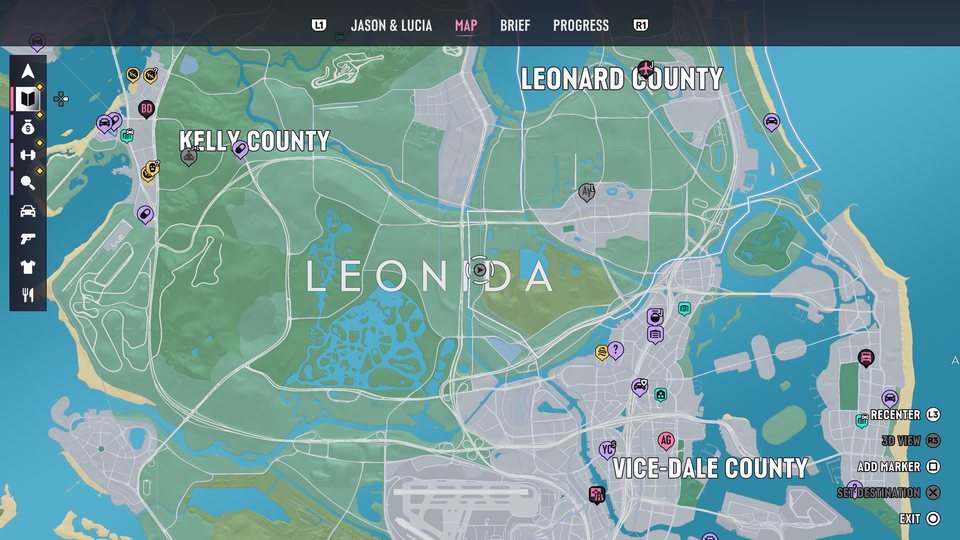 L1 JASON & LUCIA MAP BRIEF PROGRESS R1
LEONARD COUNTY
BD
KELLY COUNTY
LEONIDA
?
A
RECENTER L3
3D VIEW R3
AG
YC
VICE-DALE COUNTY
ADD MARKER
SET DESTINATION
EXIT